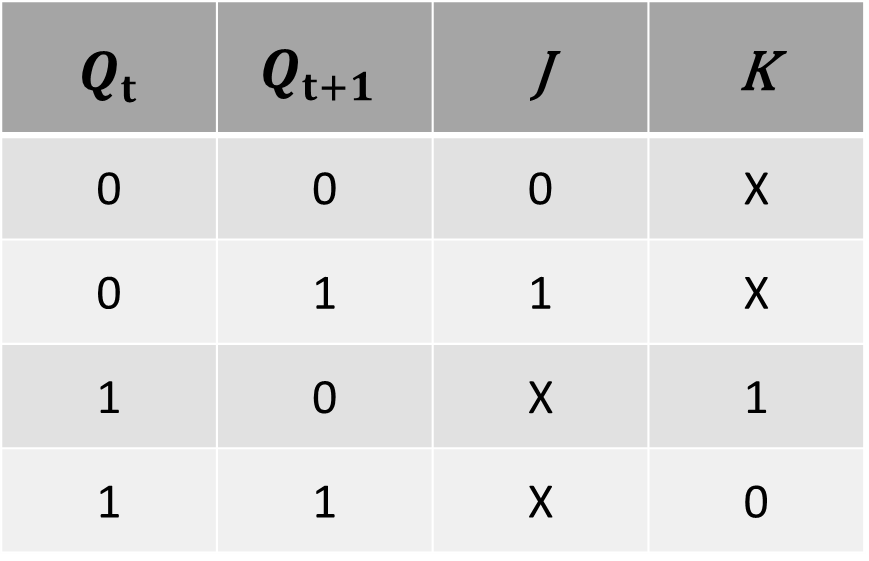 Qt Qt+1 J K
0 0 0 X
0 1 1 X
1 0 X 1
1 1 X 0